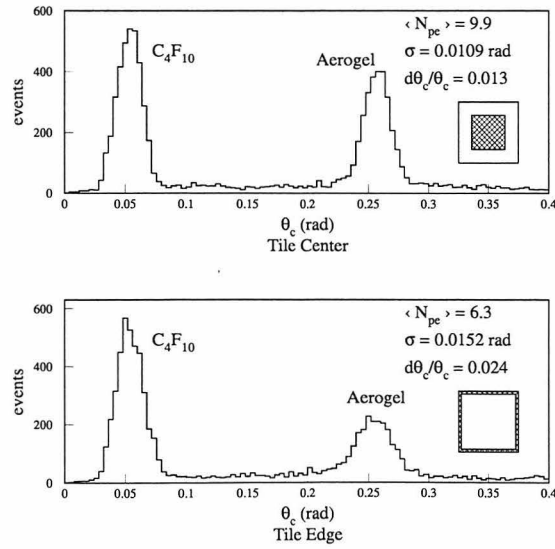 600
⟨ N_pe ⟩ = 9.9
C₄F₁₀
Aerogel
σ = 0.0109 rad
400
dθ_c/θ_c = 0.013
events
200
0
0 0.05 0.1 0.15 0.2 0.25 0.3 0.35 0.4
θ_c (rad)
Tile Center
600
⟨ N_pe ⟩ = 6.3
C₄F₁₀
σ = 0.0152 rad
400
dθ_c/θ_c = 0.024
Aerogel
events
200
0
0 0.05 0.1 0.15 0.2 0.25 0.3 0.35 0.4
θ_c (rad)
Tile Edge